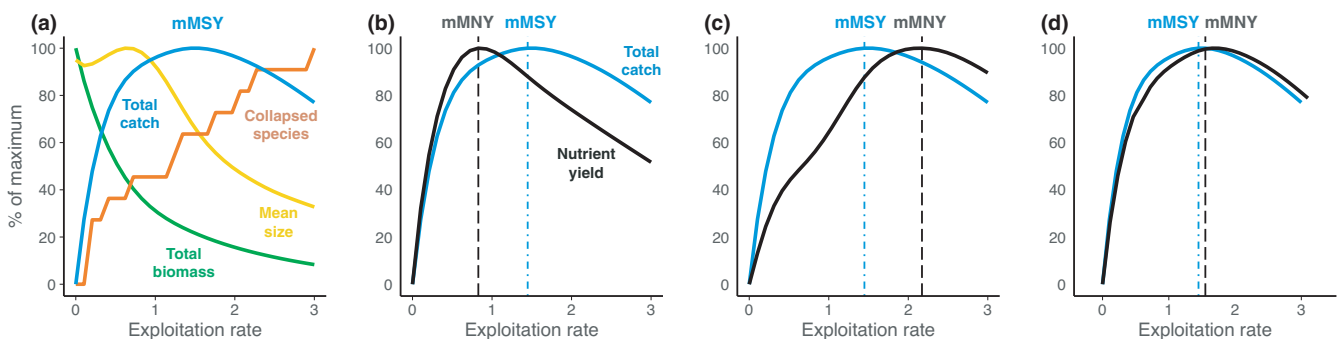 (a)
mMSY
% of maximum
100
80
60
40
20
0
Total
catch
Collapsed
species
Mean
size
Total
biomass
0
1
2
3
Exploitation rate
(b)
mMNY
mMSY
100
80
60
40
20
0
Total
catch
Nutrient
yield
0
1
2
3
Exploitation rate
(c)
mMSY
mMNY
100
80
60
40
20
0
0
1
2
3
Exploitation rate
(d)
mMSY
mMNY
100
80
60
40
20
0
0
1
2
3
Exploitation rate